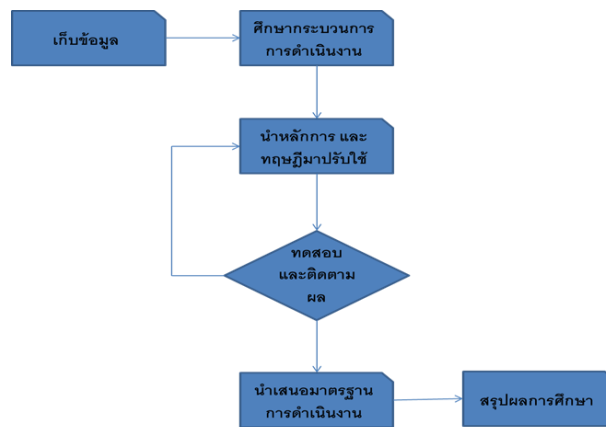 เก็บข้อมูล
ศึกษากระบวนการ
การดำเนินงาน
นำหลักการ และ
ทฤษฎีมาปรับใช้
ทดสอบ
และติดตาม
ผล
นำเสนอมาตรฐาน
การดำเนินงาน
สรุปผลการศึกษา